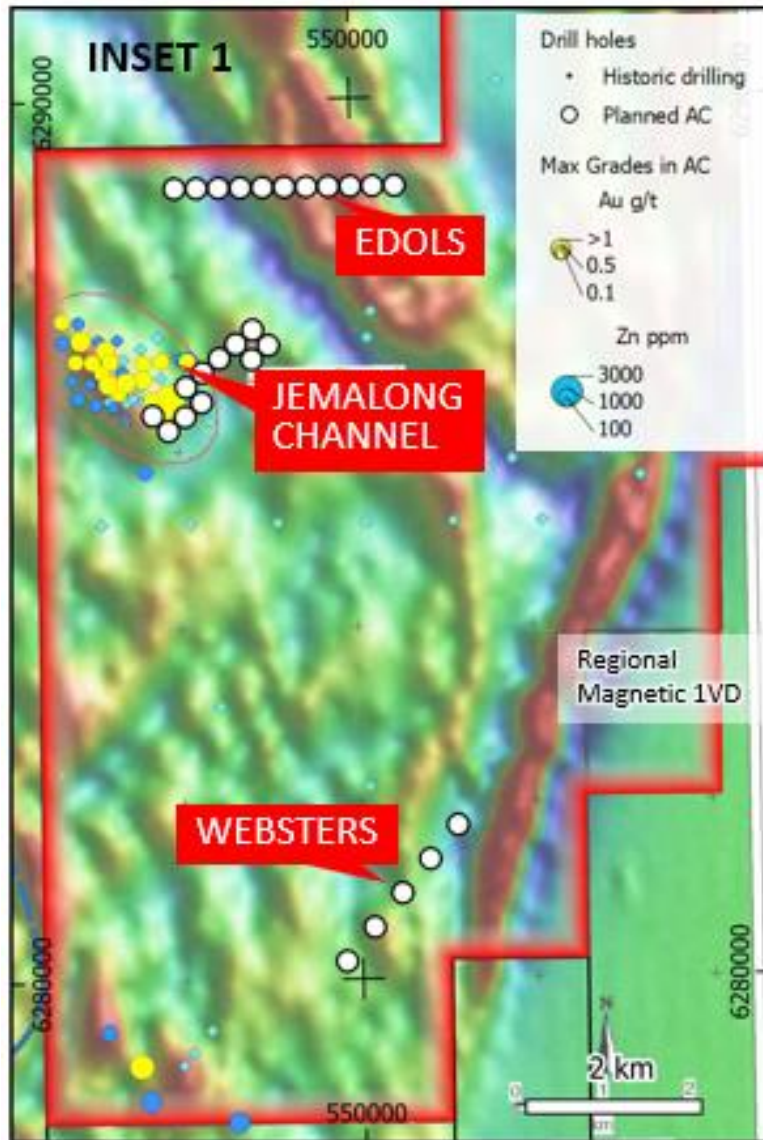 INSET 1
550000
6290000
Drill holes
Historic drilling
Planned AC
Max Grades in AC
Au g/t
>1
0.5
0.1
Zn ppm
3000
1000
100
EDOLS
JEMALONG
CHANNEL
Regional
Magnetic 1VD
WEBSTERS
6280000
6280000
N
2 km
0 1 2
550000